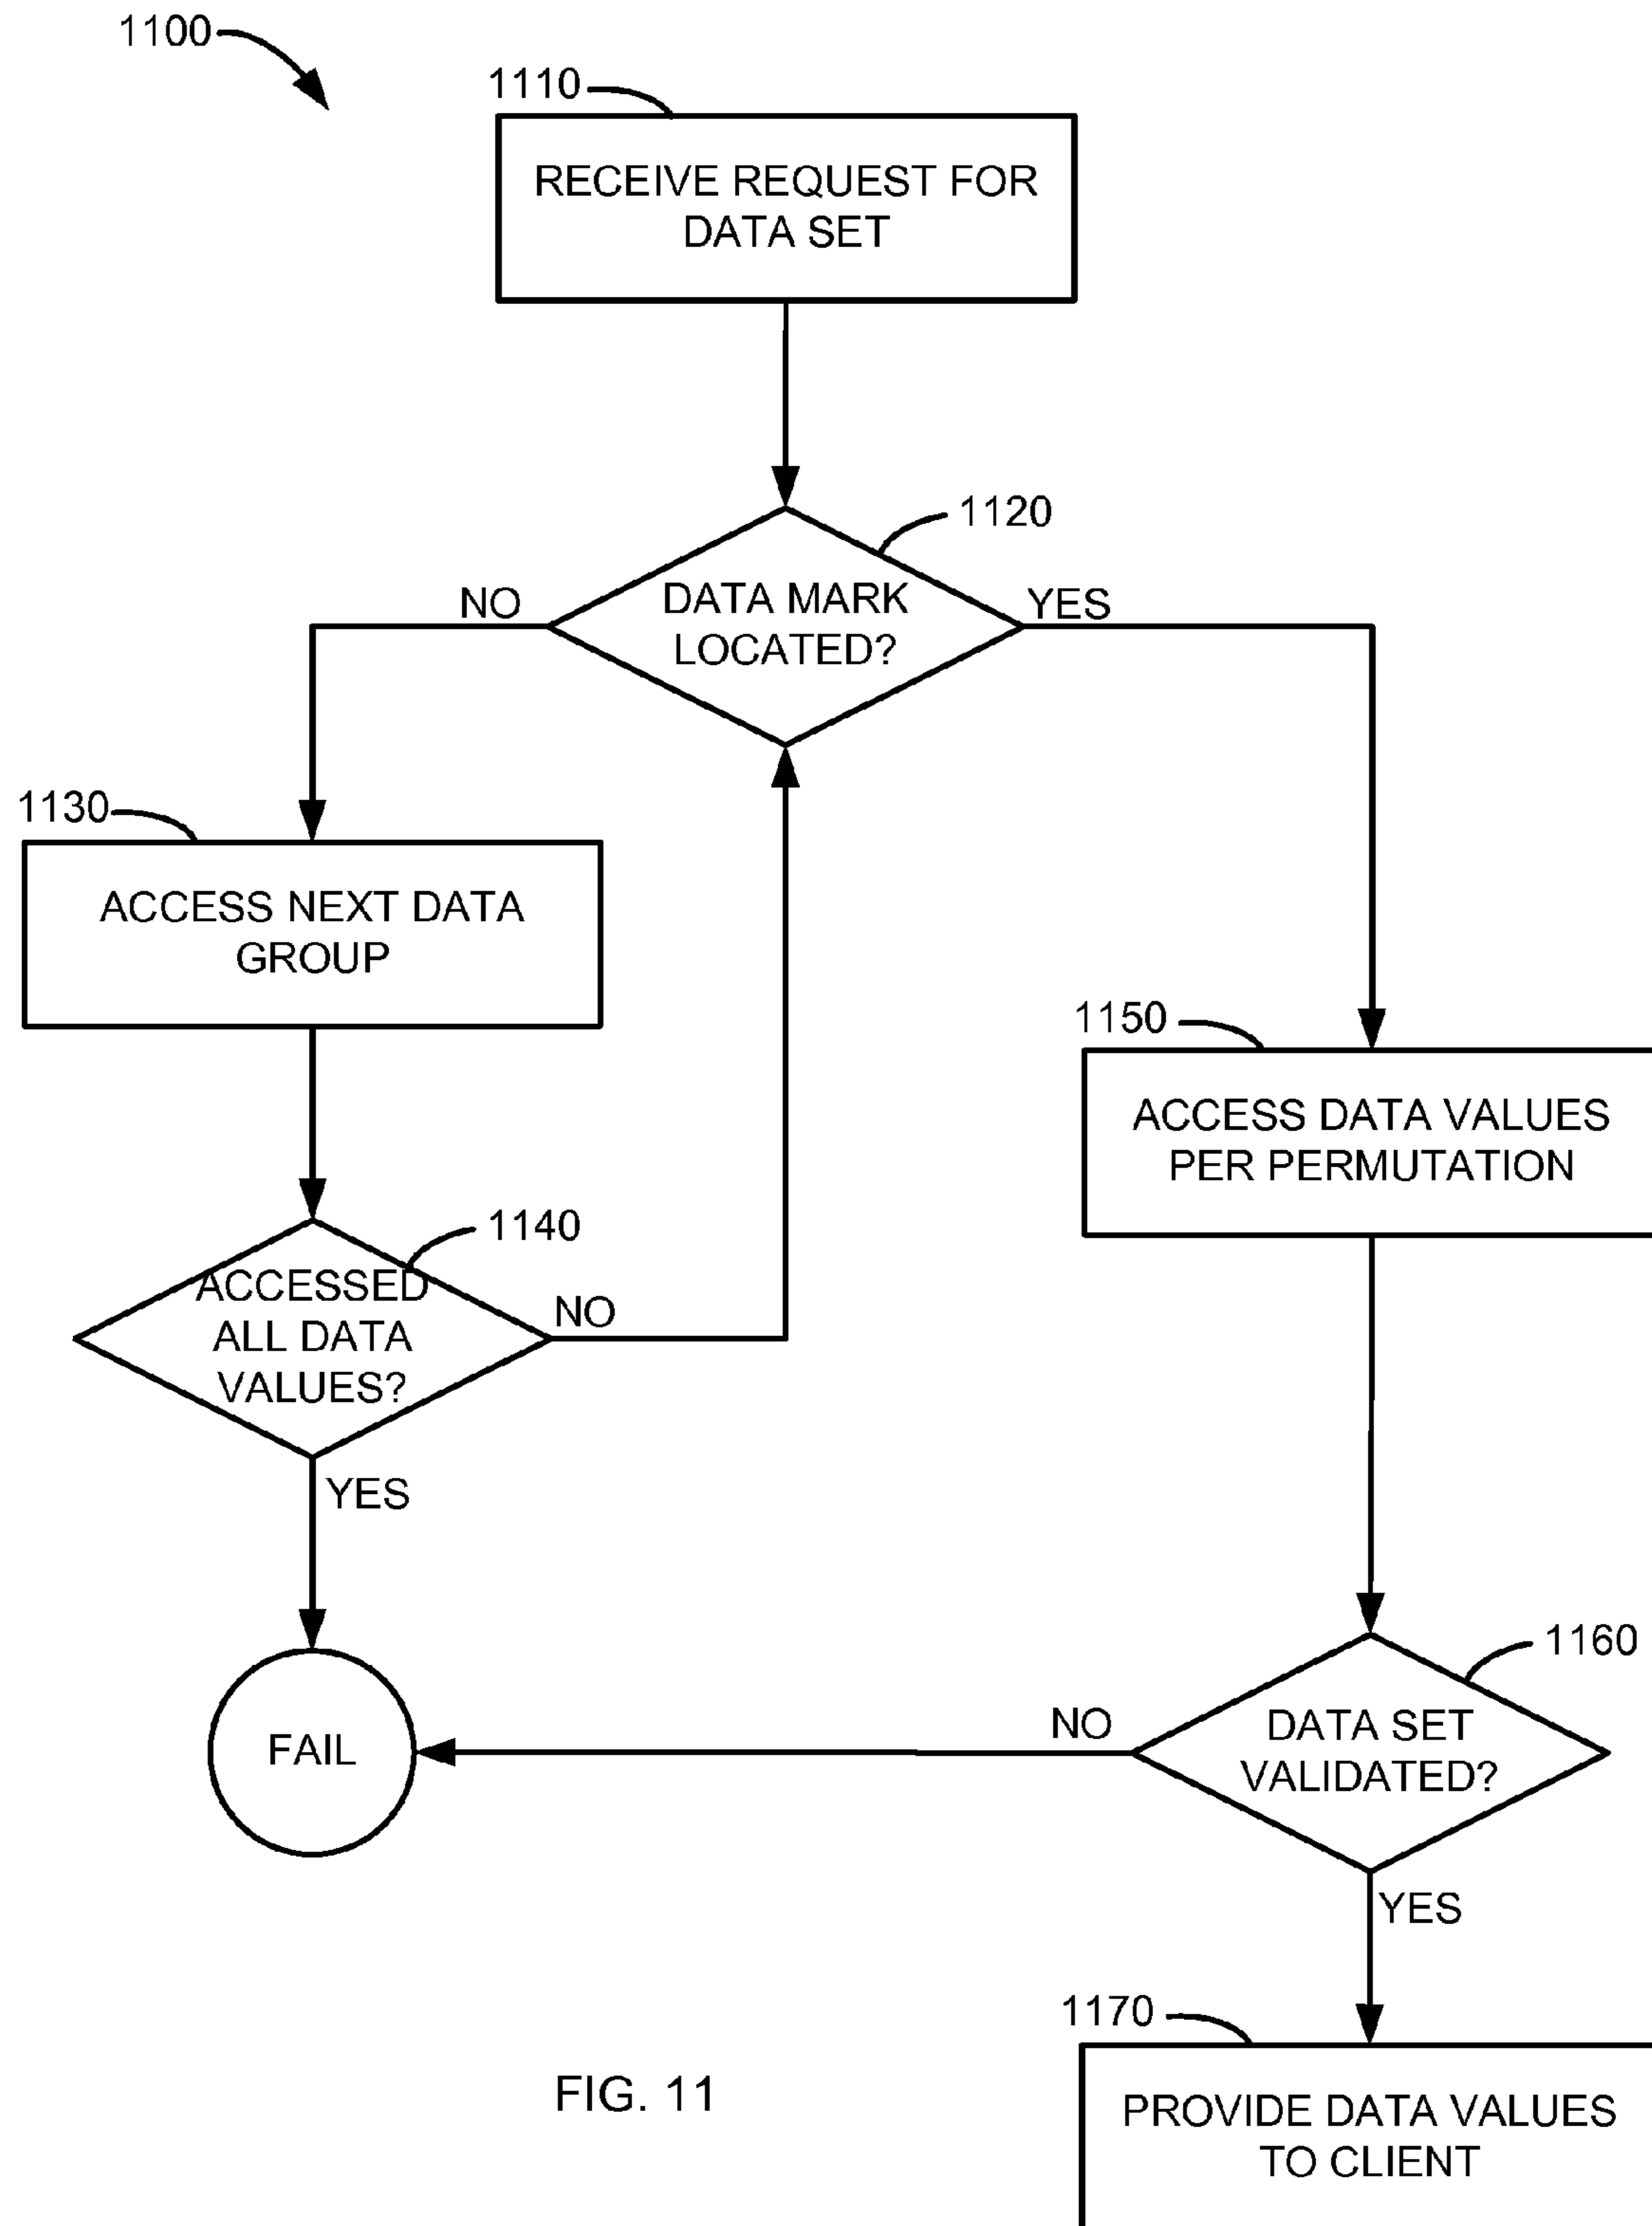 1100
1110
RECEIVE REQUEST FOR
DATA SET
1120
NO
DATA MARK
LOCATED?
YES
1130
ACCESS NEXT DATA
GROUP
1150
ACCESS DATA VALUES
PER PERMUTATION
1140
ACCESSED
ALL DATA
VALUES?
NO
YES
1160
FAIL
NO
DATA SET
VALIDATED?
YES
1170
PROVIDE DATA VALUES
TO CLIENT
FIG. 11